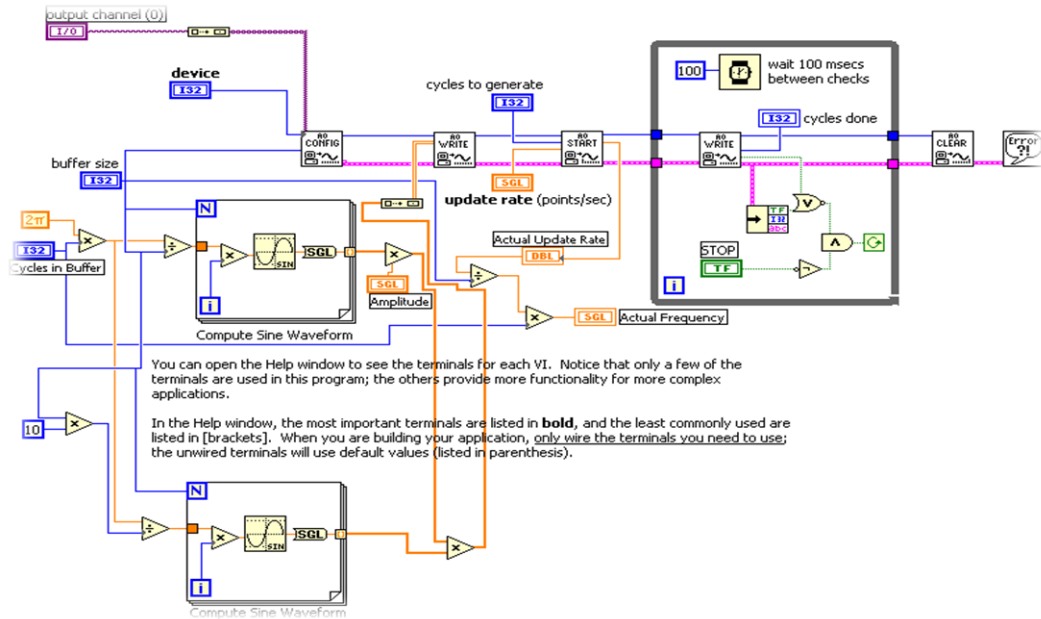 output channel (0)
I/O
device
I32
cycles to generate
I32
100
wait 100 msecs
between checks
I32 cycles done
AO CONFIG
AO WRITE
AO START
AO WRITE
AO CLEAR
Error ?!
buffer size
I32
SGL
update rate (points/sec)
2π
I32
Cycles in Buffer
N
SIN
SGL
i
Compute Sine Waveform
SGL
Amplitude
Actual Update Rate
DBL
SGL Actual Frequency
TF
I32
abc
STOP
TF
i
You can open the Help window to see the terminals for each VI. Notice that only a few of the
terminals are used in this program; the others provide more functionality for more complex
applications.
In the Help window, the most important terminals are listed in bold, and the least commonly used are
listed in [brackets]. When you are building your application, only wire the terminals you need to use;
the unwired terminals will use default values (listed in parenthesis).
10
N
SIN
SGL
i
Compute Sine Waveform